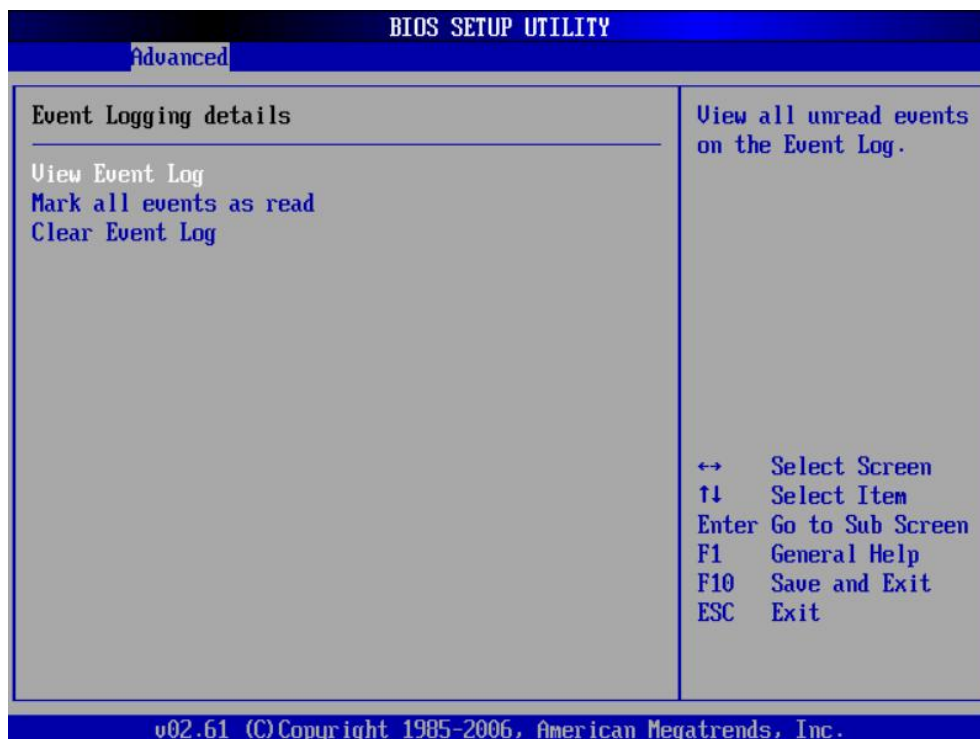 BIOS SETUP UTILITY
Advanced
Event Logging details
View Event Log
Mark all events as read
Clear Event Log
View all unread events
on the Event Log.
↔ Select Screen
↑↓ Select Item
Enter Go to Sub Screen
F1 General Help
F10 Save and Exit
ESC Exit
v02.61 (C)Copyright 1985-2006, American Megatrends, Inc.